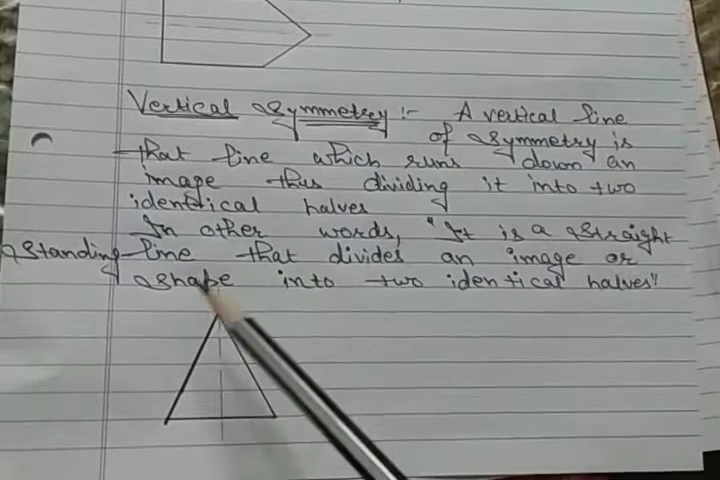 Vertical Symmetry :- A vertical line
of Symmetry is
that line which runs down an
image thus dividing it into two
identical halves
In other words, "It is a straight
Standing line that divides an image or
shape into two identical halves"